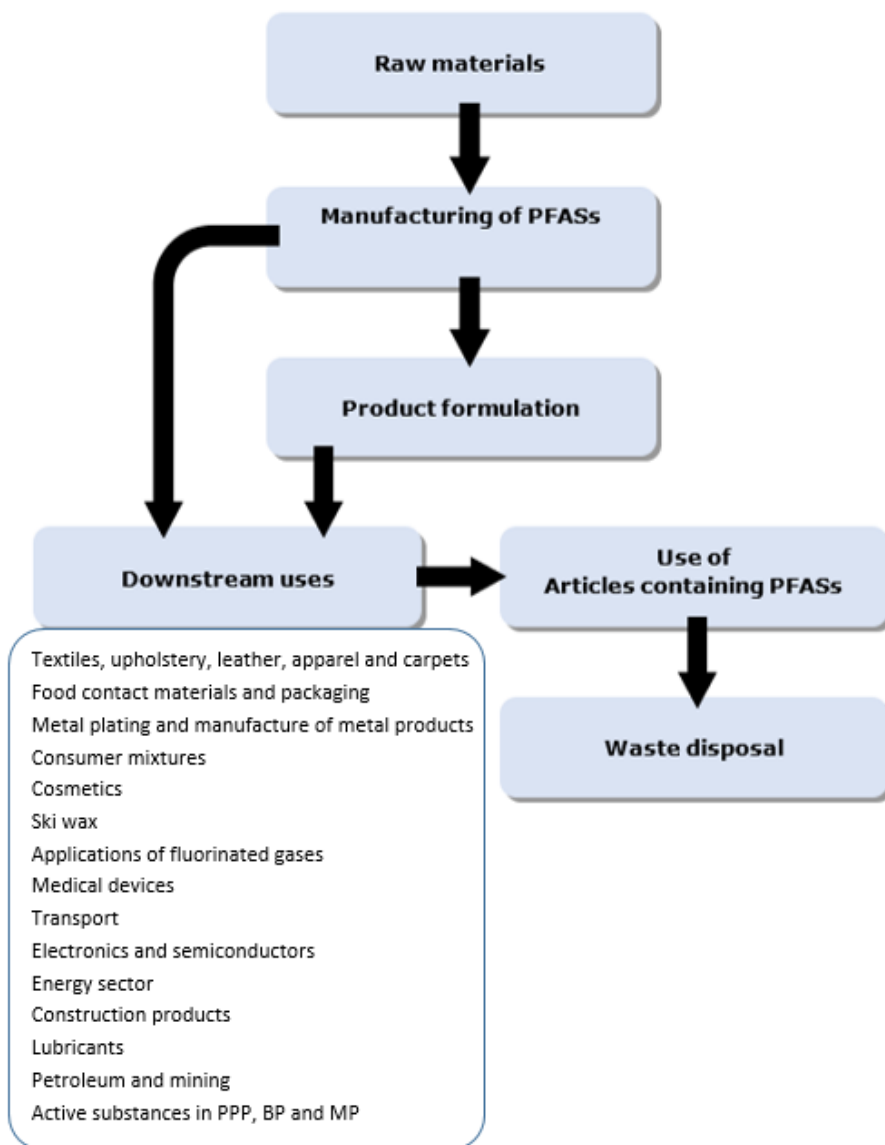 Raw materials
Manufacturing of PFASs
Product formulation
Downstream uses
Use of
Articles containing PFASs
Textiles, upholstery, leather, apparel and carpets
Food contact materials and packaging
Metal plating and manufacture of metal products
Consumer mixtures
Cosmetics
Ski wax
Applications of fluorinated gases
Medical devices
Transport
Electronics and semiconductors
Energy sector
Construction products
Lubricants
Petroleum and mining
Active substances in PPP, BP and MP
Waste disposal